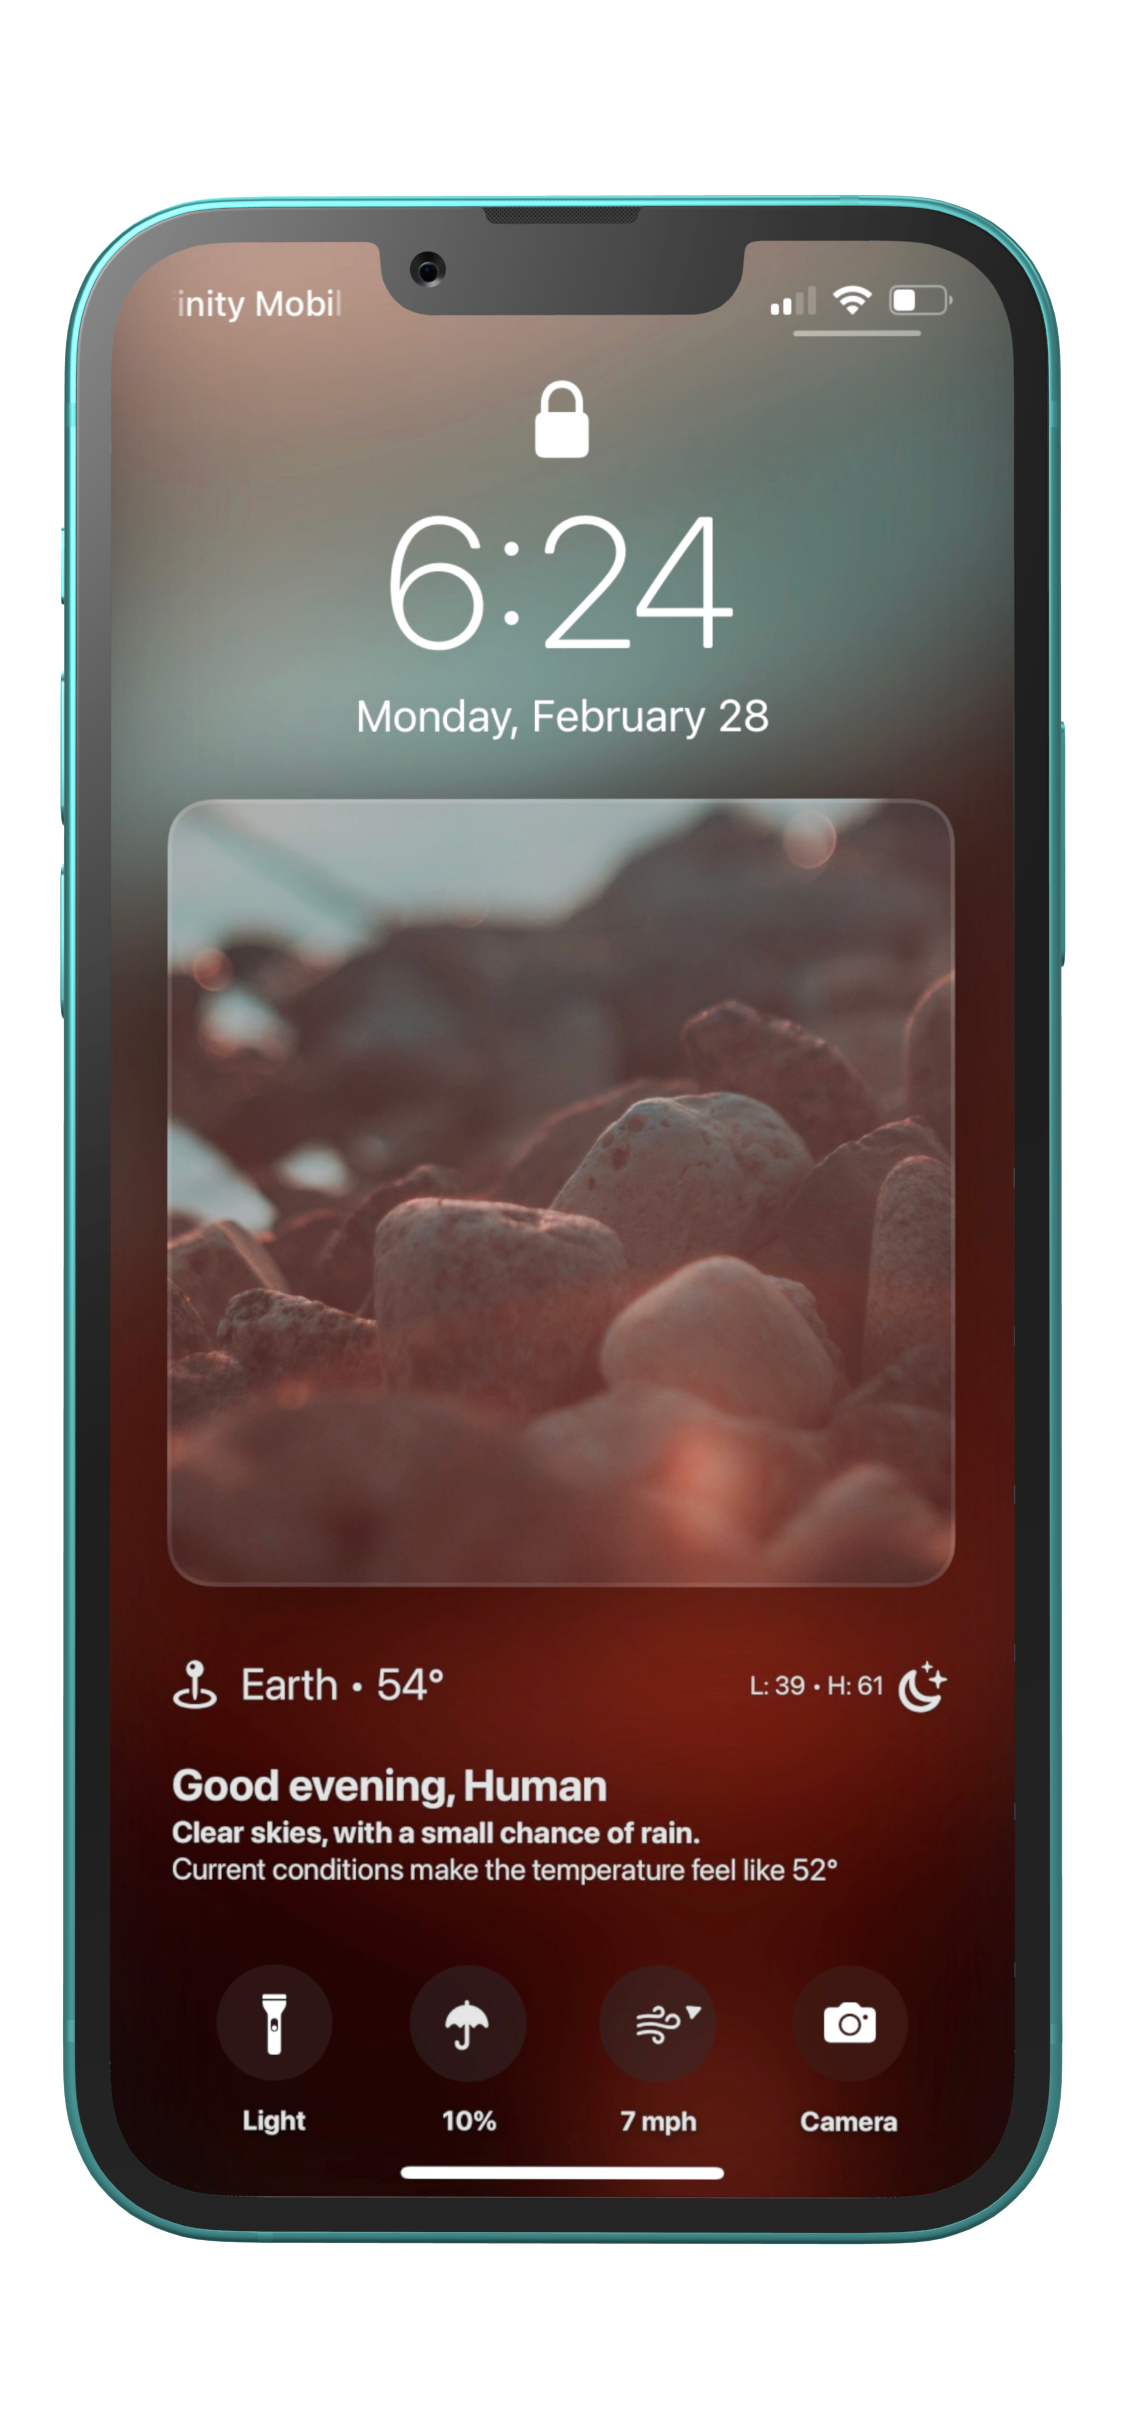 inity Mobil
6:24
Monday, February 28
Earth • 54°
L: 39 • H: 61
Good evening, Human
Clear skies, with a small chance of rain.
Current conditions make the temperature feel like 52°
Light
10%
7 mph
Camera